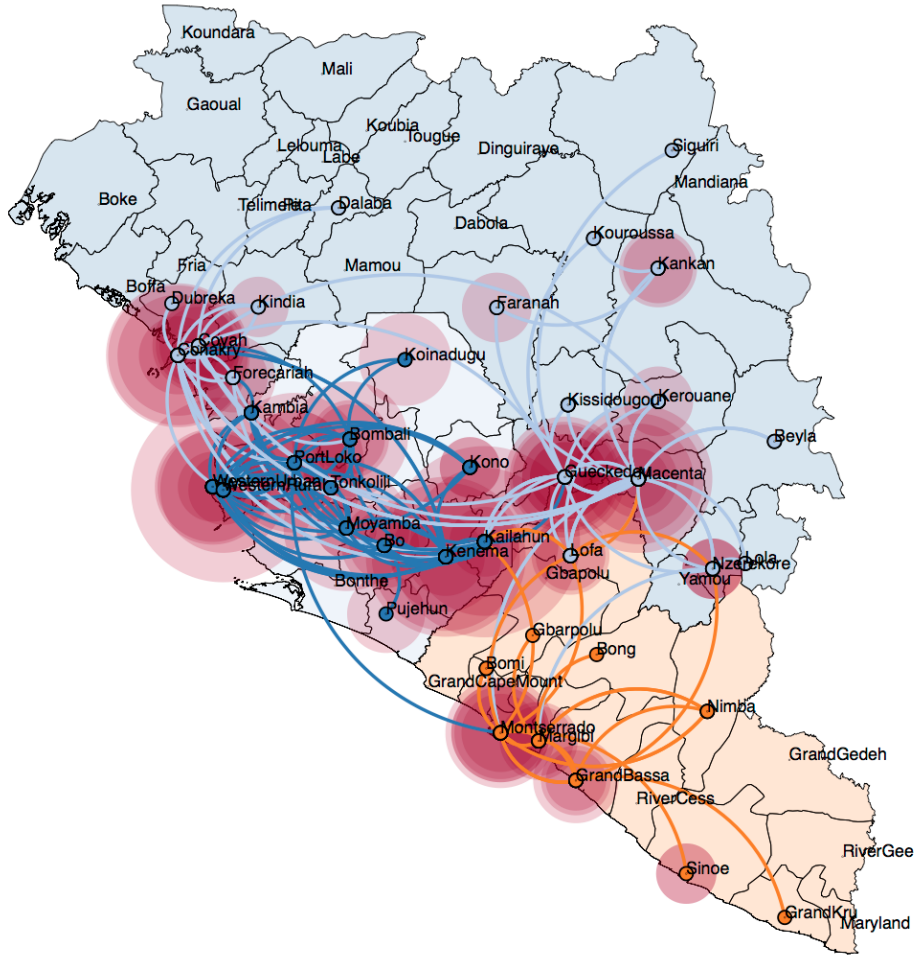 Koundara
Mali
Gaoual
Koubia
Tougue
Lelouma
Labe
Dinguiraye
Siguiri
Mandiana
Boke
Telimele
Pita
Dalaba
Dabola
Kouroussa
Fria
Mamou
Kankan
Boffa
Dubreka
Kindia
Faranah
Coyah
Conakry
Koinadugu
Forecariah
Kissidougou
Kerouane
Kambia
Bombali
Beyla
PortLoko
Kono
Gueckedou
Macenta
WesternUrban
WesternRural
Tonkolili
Moyamba
Bo
Kailahun
Kenema
Lofa
Lola
Nzerekore
Gbapolu
Yamou
Bonthe
Pujehun
Gbarpolu
Bong
Bomi
GrandCapeMount
Nimba
Montserrado
Margibi
GrandGedeh
GrandBassa
RiverCess
RiverGee
Sinoe
GrandKru
Maryland